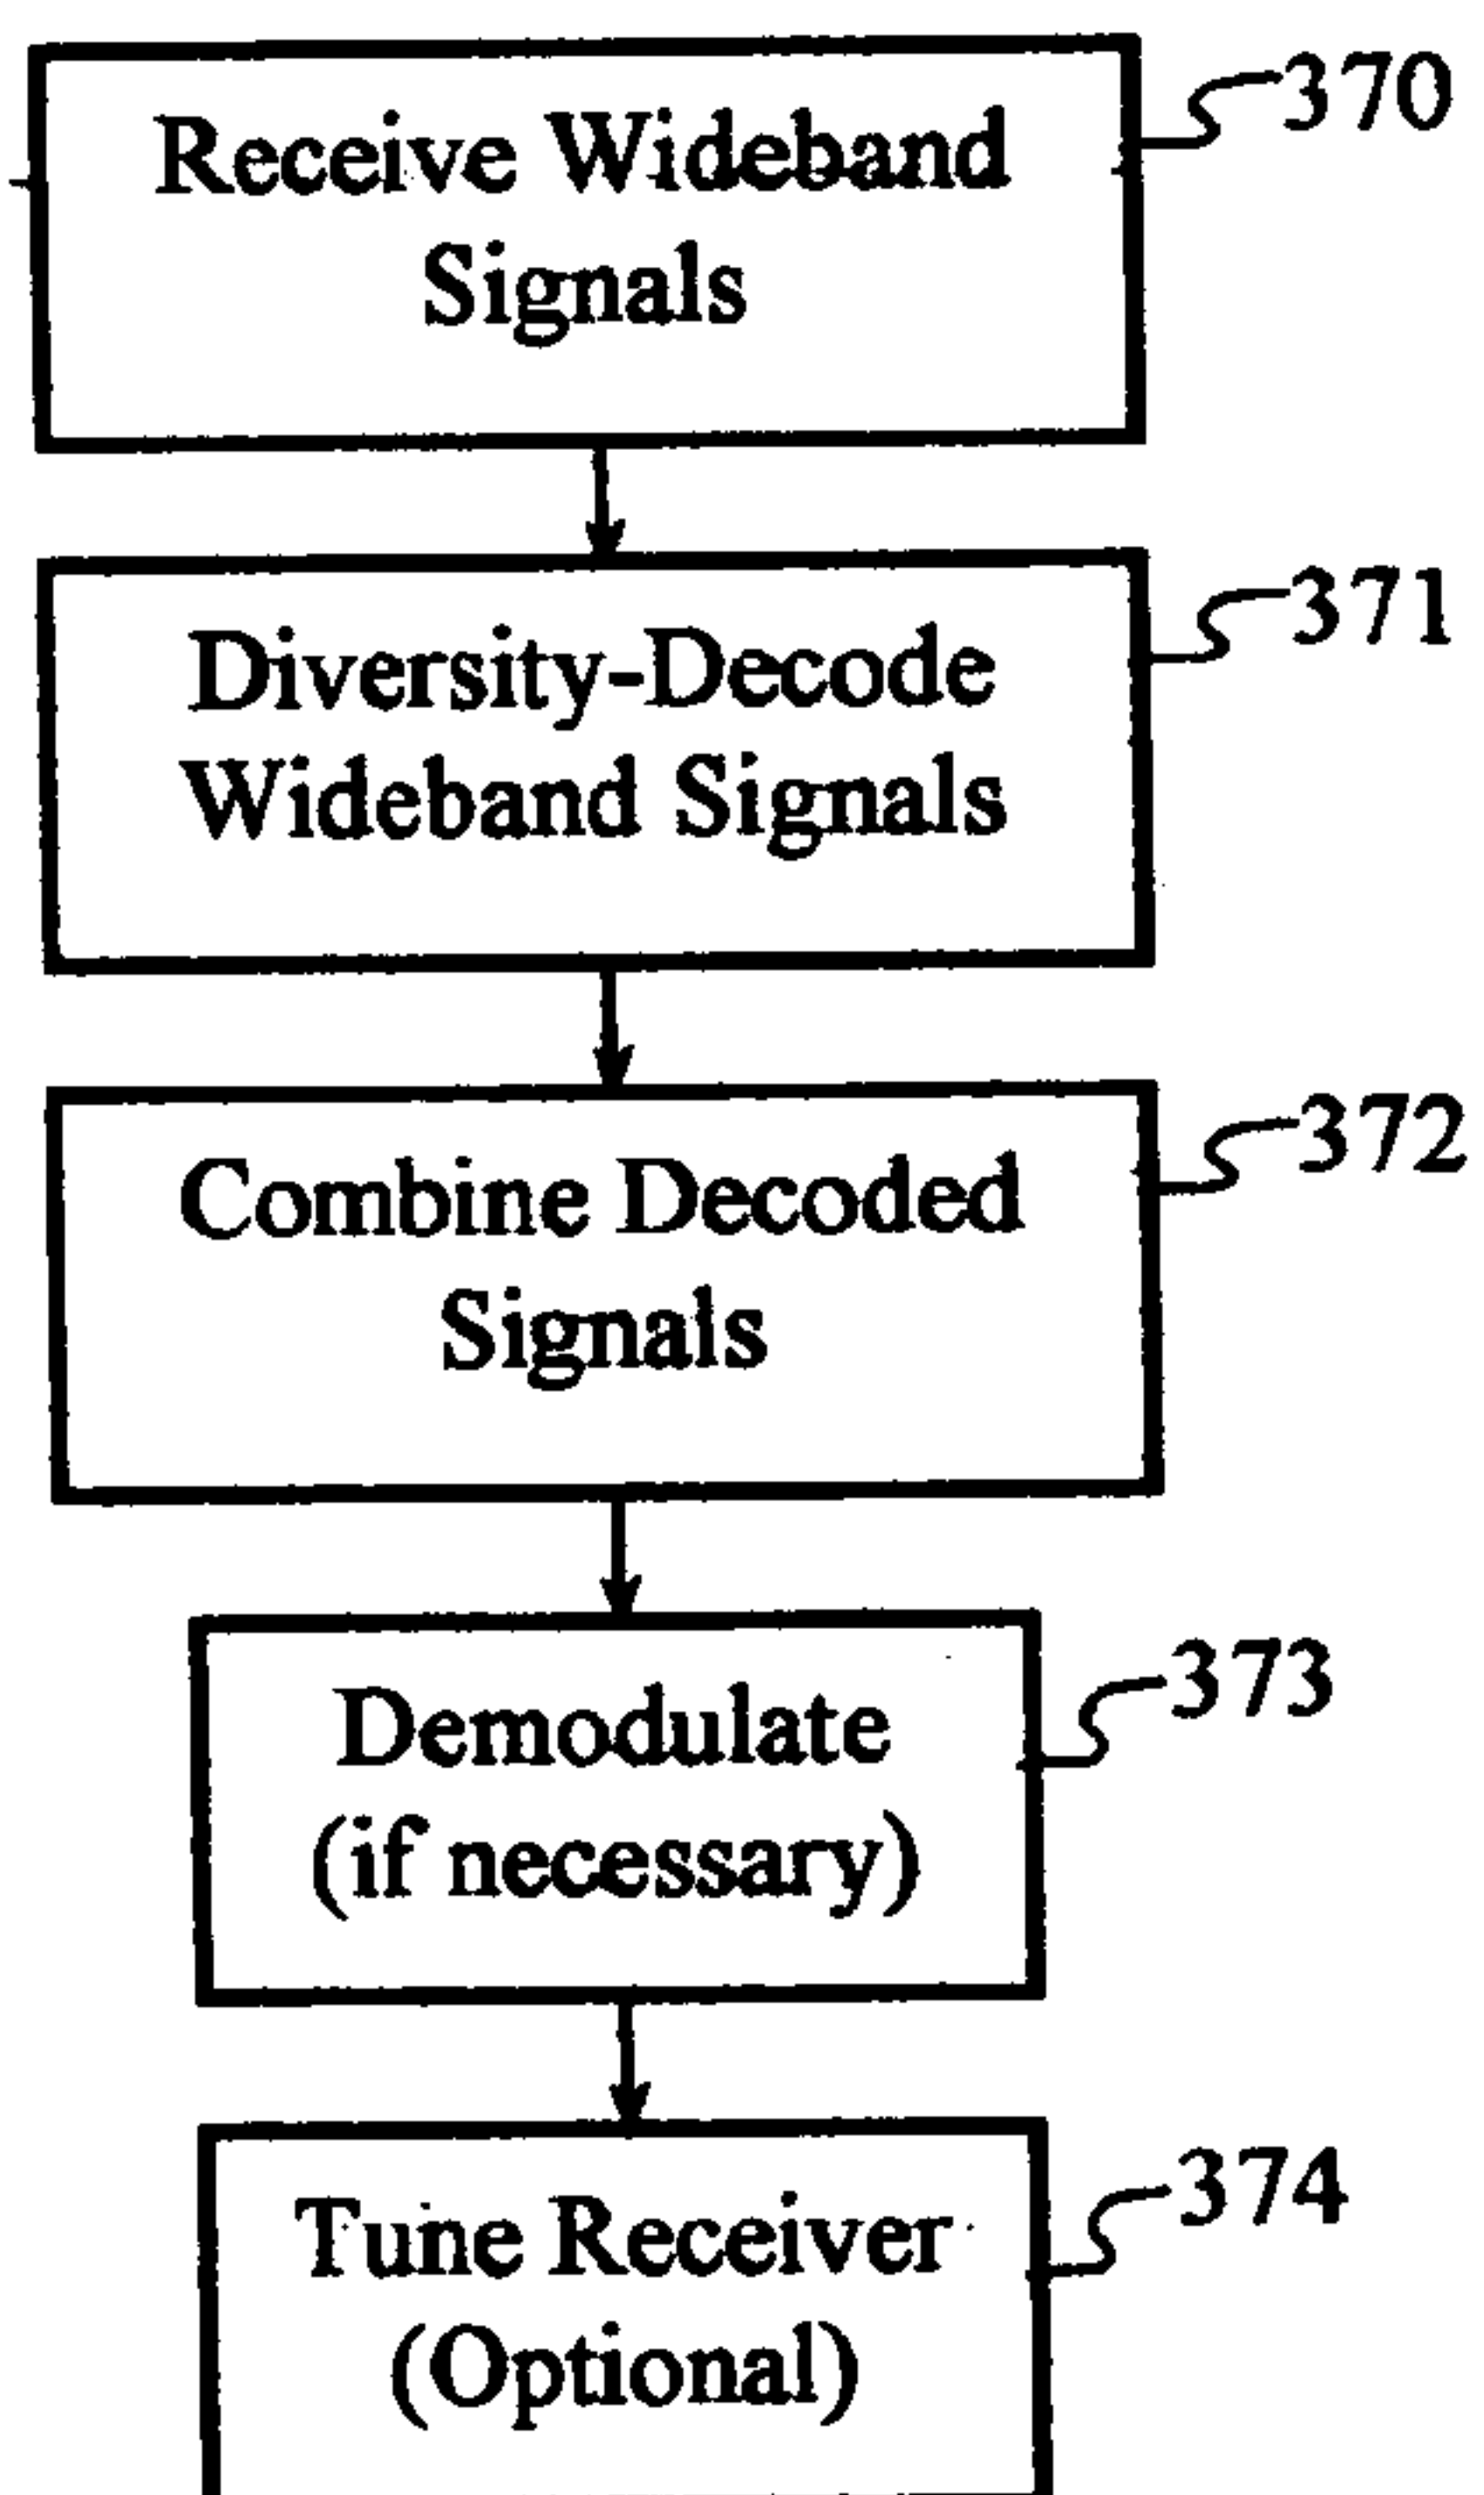 Receive Wideband
Signals
370
Diversity-Decode
Wideband Signals
371
Combine Decoded
Signals
372
Demodulate
(if necessary)
373
Tune Receiver
(Optional)
374